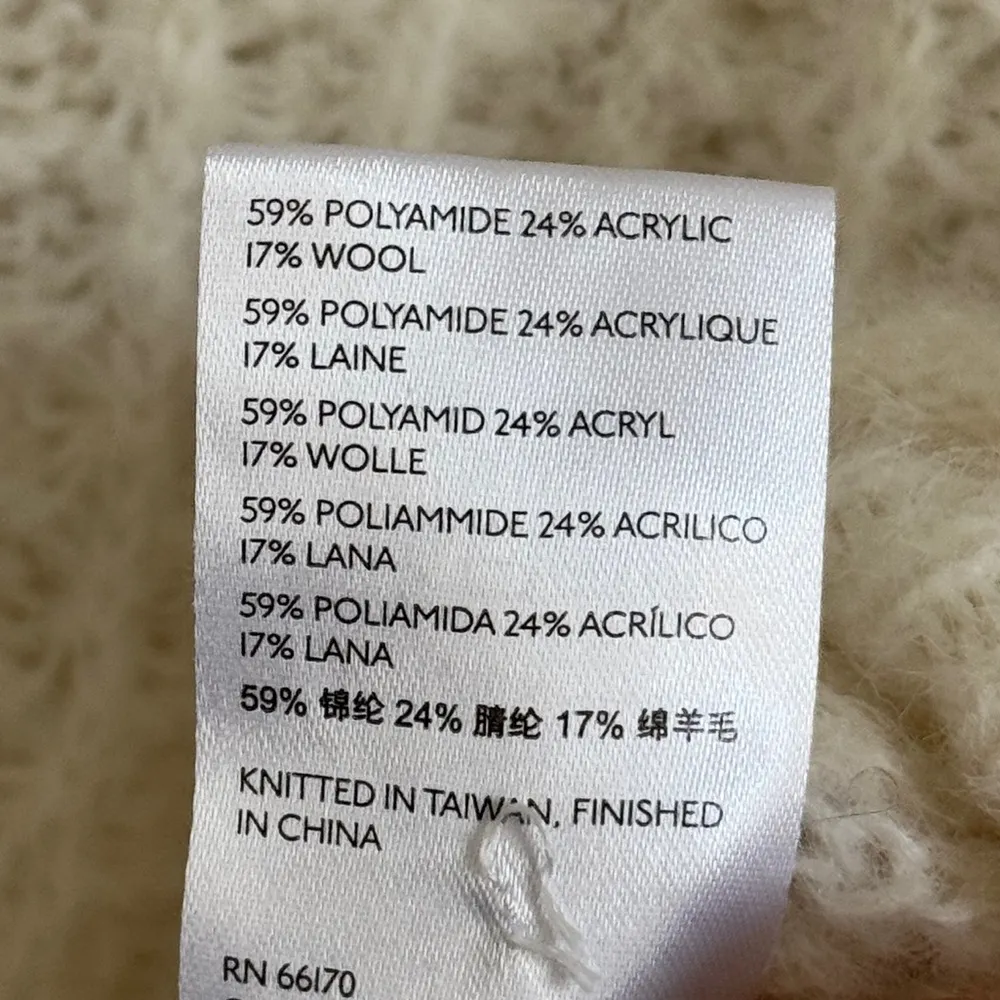 59% POLYAMIDE 24% ACRYLIC
17% WOOL
59% POLYAMIDE 24% ACRYLIQUE
17% LAINE
59% POLYAMID 24% ACRYL
17% WOLLE
59% POLIAMMIDE 24% ACRILICO
17% LANA
59% POLIAMIDA 24% ACRÍLICO
17% LANA
59% 锦纶 24% 腈纶 17% 绵羊毛
KNITTED IN TAIWAN, FINISHED
IN CHINA
RN 66170